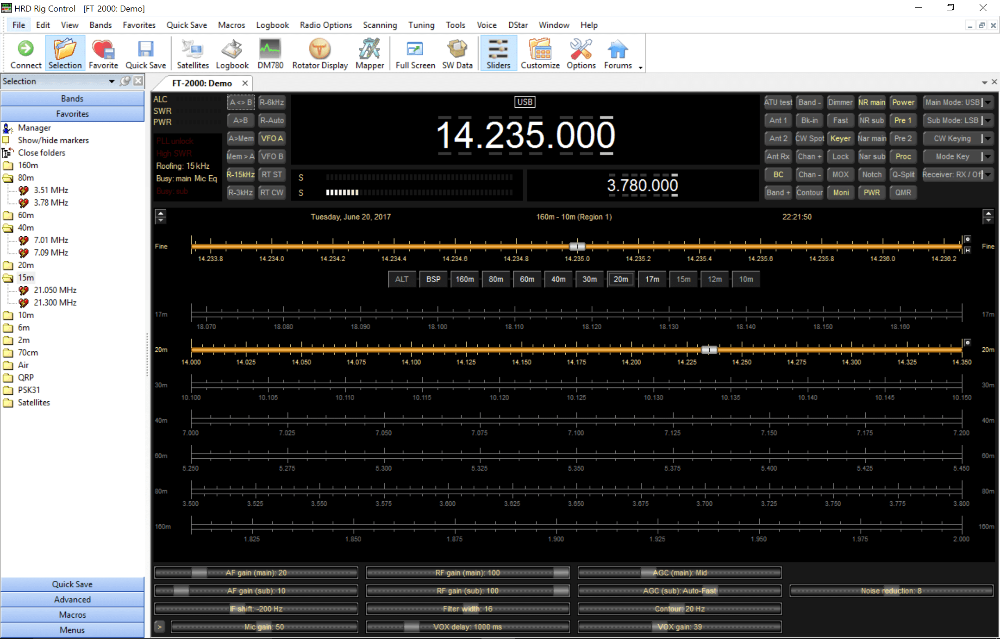 HRD Rig Control - [FT-2000: Demo]
File Edit View Bands Favorites Quick Save Macros Logbook Radio Options Scanning Tuning Tools Voice DStar Window Help
Connect Selection Favorite Quick Save Satellites Logbook DM780 Rotator Display Mapper Full Screen SW Data Sliders Customize Options Forums
Selection
FT-2000: Demo
Bands
Favorites
Manager
Show/hide markers
Close folders
160m
80m
3.51 MHz
3.78 MHz
60m
40m
7.01 MHz
7.09 MHz
20m
15m
21.050 MHz
21.300 MHz
10m
6m
2m
70cm
Air
QRP
PSK31
Satellites
Quick Save
Advanced
Macros
Menus
ALC
SWR
PWR
PLL unlock
High SWR
Roofing: 15 kHz
Busy: main Mic Eq
Busy: sub
A <> B R-6kHz
A>B R-Auto
A>Mem VFO A
Mem > A VFO B
R-15kHz RT ST
R-3kHz RT CW
USB
14.235.000
S
S
3.780.000
ATU test Band - Dimmer NR main Power Main Mode: USB
Ant 1 Bk-in Fast NR sub Pre 1 Sub Mode: LSB
Ant 2 CW Spot Keyer Nar main Pre 2 CW Keying
Ant Rx Chan + Lock Nar sub Proc Mode Key
BC Chan - MOX Notch Q-Split Receiver: RX / Of
Band + Contour Moni PWR QMR
Tuesday, June 20, 2017 160m - 10m (Region 1) 22:21:50
Fine H Fine
14.233.8 14.234.0 14.234.2 14.234.4 14.234.6 14.234.8 14.235.0 14.235.2 14.235.4 14.235.6 14.235.8 14.236.0 14.236.2
ALT BSP 160m 80m 60m 40m 30m 20m 17m 15m 12m 10m
17m 17m
18.070 18.080 18.090 18.100 18.110 18.120 18.130 18.140 18.150 18.160
20m 20m
14.000 14.025 14.050 14.075 14.100 14.125 14.150 14.175 14.200 14.225 14.250 14.275 14.300 14.325 14.350
30m 30m
10.100 10.105 10.110 10.115 10.120 10.125 10.130 10.135 10.140 10.145 10.150
40m 40m
7.000 7.025 7.050 7.075 7.100 7.125 7.150 7.175 7.200
60m 60m
5.250 5.275 5.300 5.325 5.350 5.375 5.400 5.425 5.450
80m 80m
3.500 3.525 3.550 3.575 3.600 3.625 3.650 3.675 3.700 3.725 3.750 3.775 3.800
160m 160m
1.825 1.850 1.875 1.900 1.925 1.950 1.975 2.000
AF gain (main): 20 RF gain (main): 100 AGC (main): Mid
AF gain (sub): 10 RF gain (sub): 100 AGC (sub): Auto-Fast Noise reduction: 8
IF shift: -200 Hz Filter width: 16 Contour: 20 Hz
> Mic gain: 50 VOX delay: 1000 ms VOX gain: 39